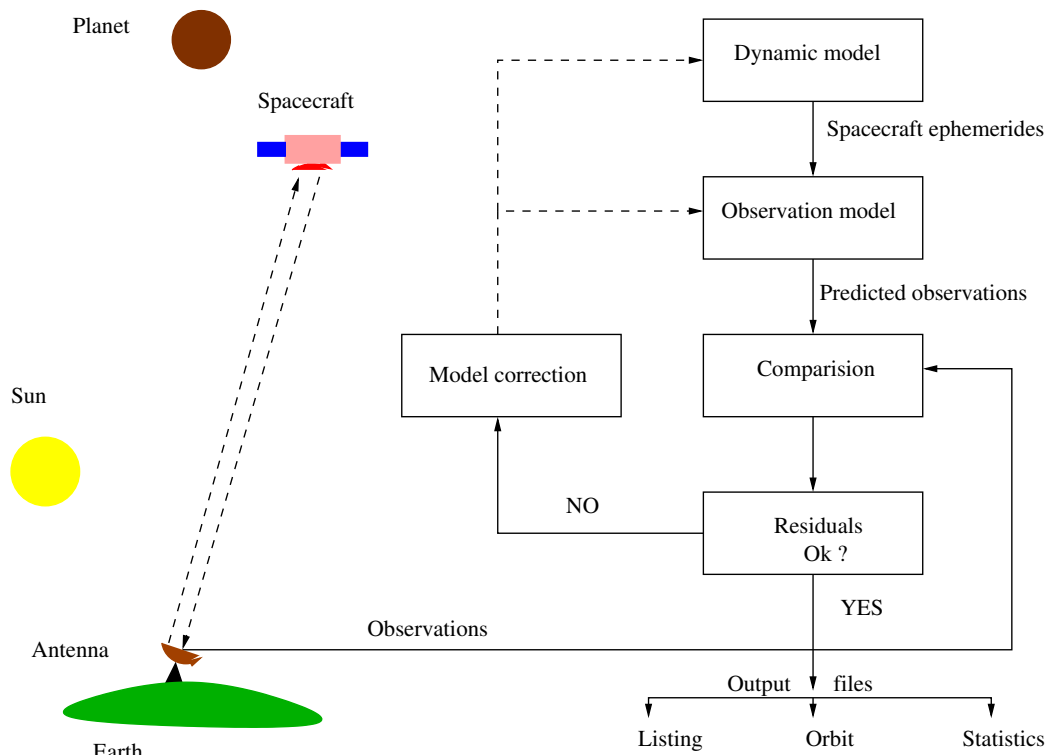 Planet
Spacecraft
Sun
Antenna
Earth
Observations
Dynamic model
Spacecraft ephemerides
Observation model
Predicted observations
Model correction
Comparision
NO
Residuals
Ok ?
YES
Output files
Listing
Orbit
Statistics